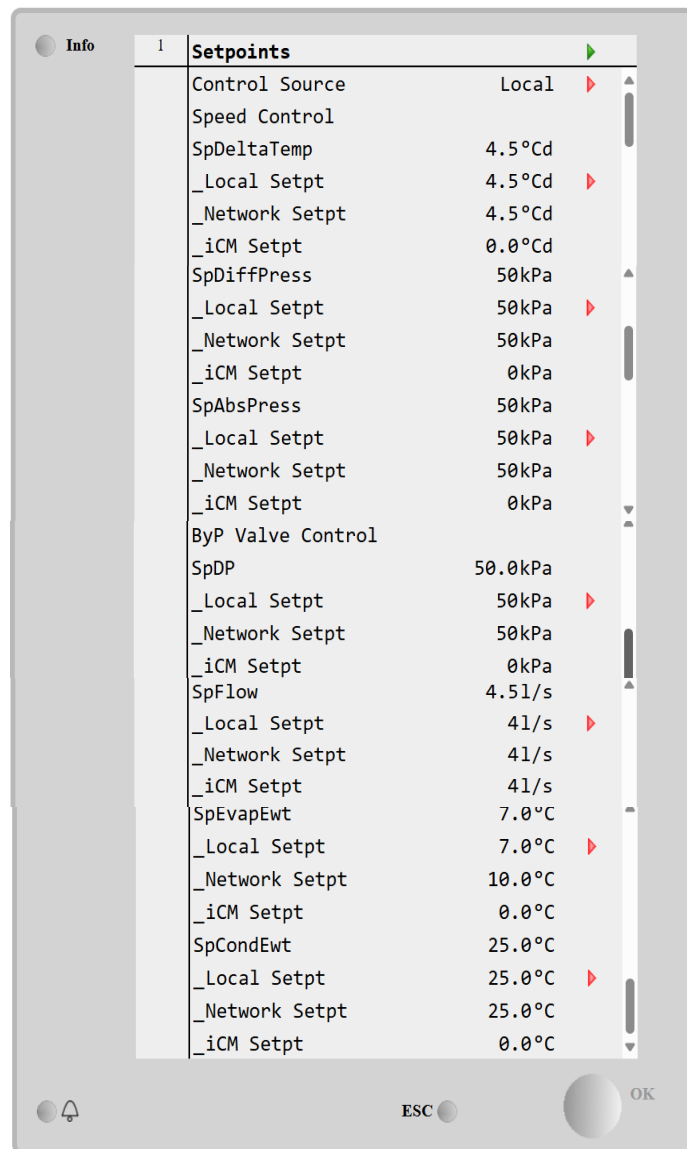 Info
1 Setpoints
Control Source Local
Speed Control
SpDeltaTemp 4.5°Cd
_Local Setpt 4.5°Cd
_Network Setpt 4.5°Cd
_iCM Setpt 0.0°Cd
SpDiffPress 50kPa
_Local Setpt 50kPa
_Network Setpt 50kPa
_iCM Setpt 0kPa
SpAbsPress 50kPa
_Local Setpt 50kPa
_Network Setpt 50kPa
_iCM Setpt 0kPa
ByP Valve Control
SpDP 50.0kPa
_Local Setpt 50kPa
_Network Setpt 50kPa
_iCM Setpt 0kPa
SpFlow 4.5l/s
_Local Setpt 4l/s
_Network Setpt 4l/s
_iCM Setpt 4l/s
SpEvapEwt 7.0°C
_Local Setpt 7.0°C
_Network Setpt 10.0°C
_iCM Setpt 0.0°C
SpCondEwt 25.0°C
_Local Setpt 25.0°C
_Network Setpt 25.0°C
_iCM Setpt 0.0°C
ESC
OK